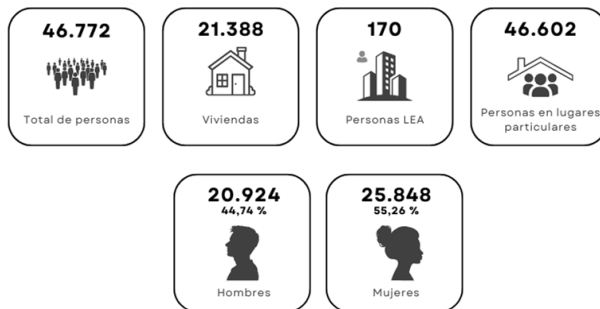 46.772
Total de personas
21.388
Viviendas
170
Personas LEA
46.602
Personas en lugares
particulares
20.924
44,74 %
Hombres
25.848
55,26 %
Mujeres